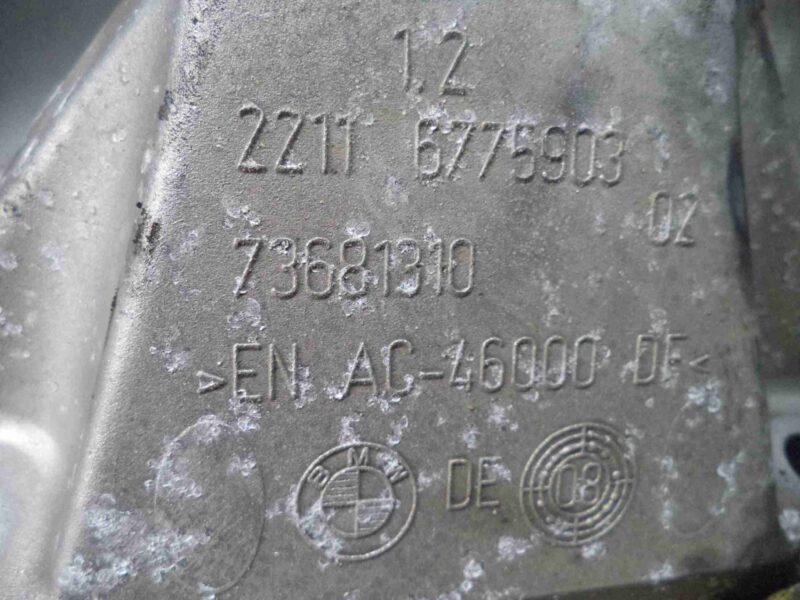 1.2
2211 6775903
02
73681310
>EN AC-46000 DF<
BMW DE 08